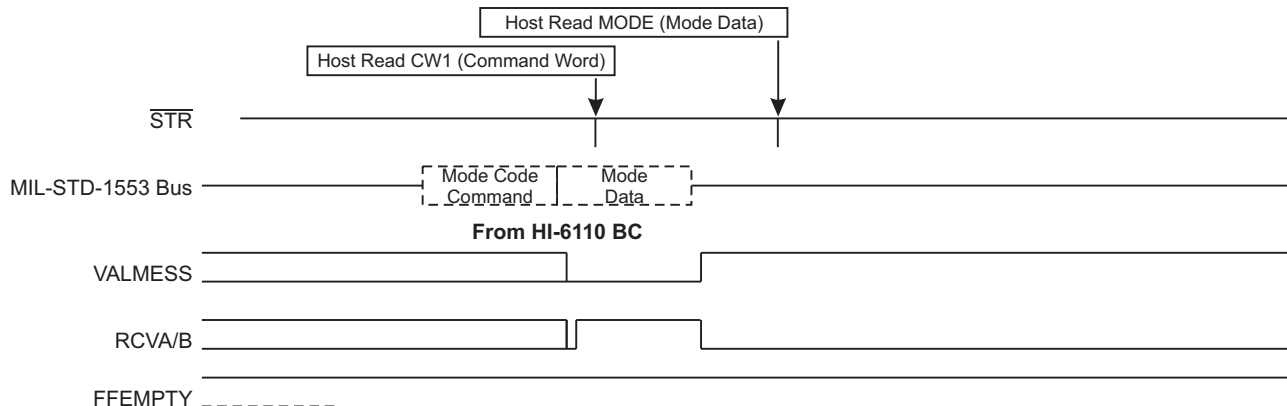 Host Read MODE (Mode Data)
Host Read CW1 (Command Word)
STR
MIL-STD-1553 Bus
Mode Code
Command
Mode
Data
From HI-6110 BC
VALMESS
RCVA/B
FFEMPTY